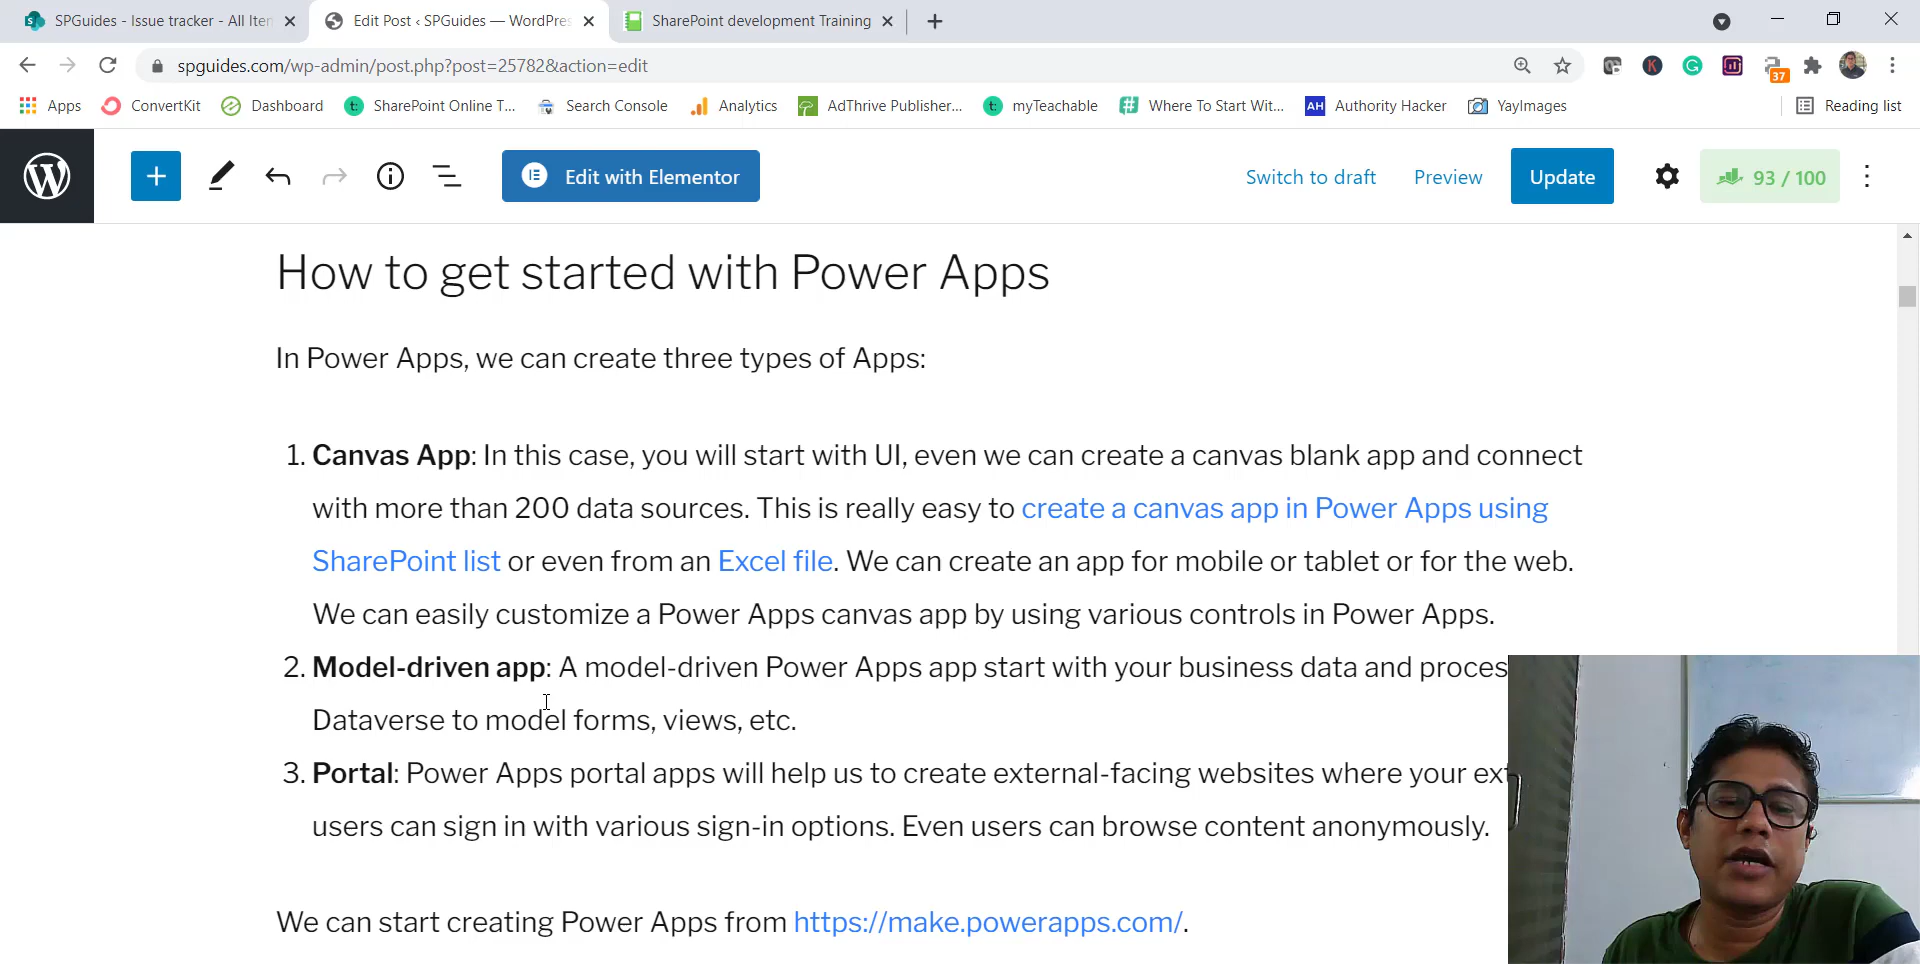 SPGuides - Issue tracker - All Iten
Edit Post ‹ SPGuides — WordPres
SharePoint development Training
spguides.com/wp-admin/post.php?post=25782&action=edit
37
Apps
ConvertKit
Dashboard
SharePoint Online T...
Search Console
Analytics
AdThrive Publisher...
myTeachable
Where To Start Wit...
AH
Authority Hacker
YayImages
Reading list
Edit with Elementor
Switch to draft
Preview
Update
93 / 100
How to get started with Power Apps
In Power Apps, we can create three types of Apps:
1. Canvas App: In this case, you will start with UI, even we can create a canvas blank app and connect
with more than 200 data sources. This is really easy to create a canvas app in Power Apps using
SharePoint list or even from an Excel file. We can create an app for mobile or tablet or for the web.
We can easily customize a Power Apps canvas app by using various controls in Power Apps.
2. Model-driven app: A model-driven Power Apps app start with your business data and proces
Dataverse to model forms, views, etc.
3. Portal: Power Apps portal apps will help us to create external-facing websites where your ext
users can sign in with various sign-in options. Even users can browse content anonymously.
We can start creating Power Apps from https://make.powerapps.com/.